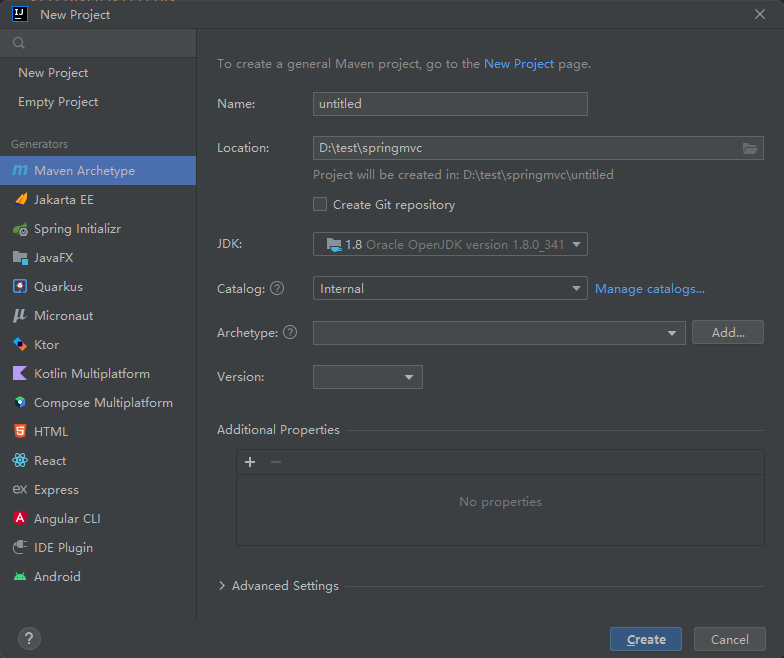 New Project
New Project
Empty Project
Generators
Maven Archetype
Jakarta EE
Spring Initializr
JavaFX
Quarkus
Micronaut
Ktor
Kotlin Multiplatform
Compose Multiplatform
HTML
React
Express
Angular CLI
IDE Plugin
Android
To create a general Maven project, go to the New Project page.
Name: untitled
Location: D:\test\springmvc
Project will be created in: D:\test\springmvc\untitled
Create Git repository
JDK: 1.8 Oracle OpenJDK version 1.8.0_341
Catalog: ? Internal Manage catalogs...
Archetype: ? Add...
Version:
Additional Properties
No properties
Advanced Settings
? Create Cancel